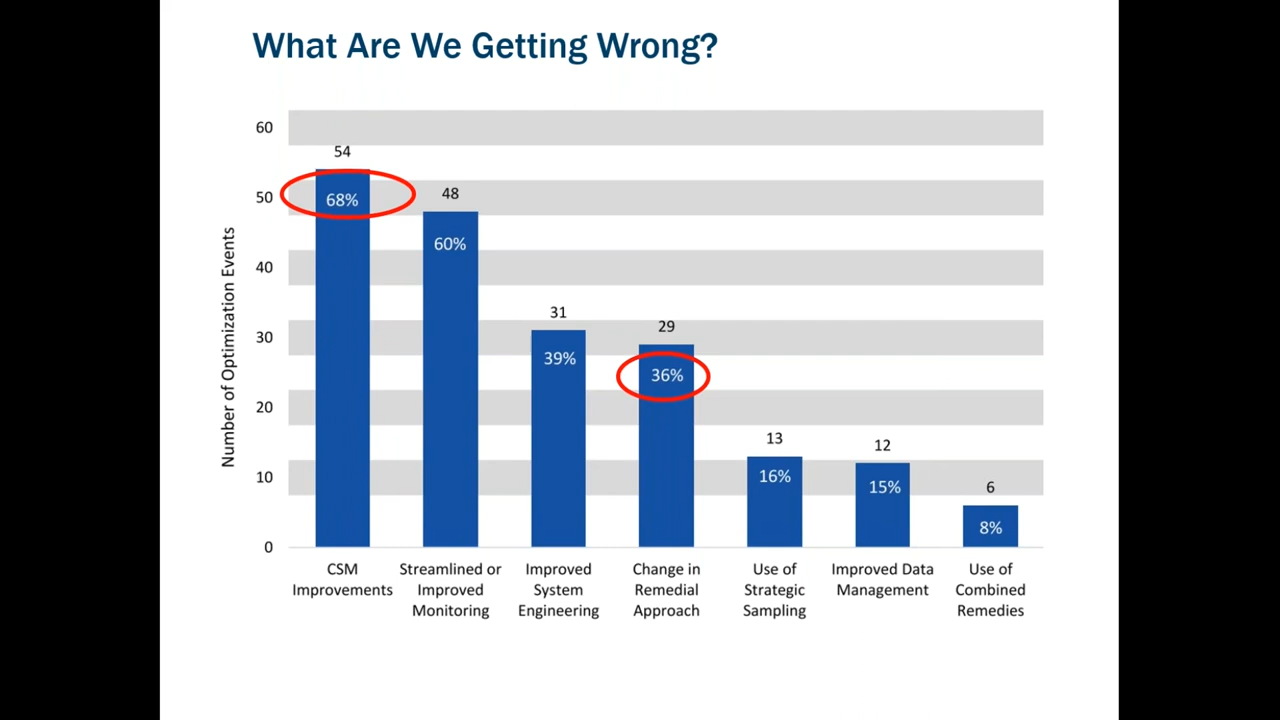 What Are We Getting Wrong?
60
50
40
30
20
10
0
Number of Optimization Events
54
68%
48
60%
31
39%
29
36%
13
16%
12
15%
6
8%
CSM
Improvements
Streamlined or
Improved
Monitoring
Improved
System
Engineering
Change in
Remedial
Approach
Use of
Strategic
Sampling
Improved Data
Management
Use of
Combined
Remedies